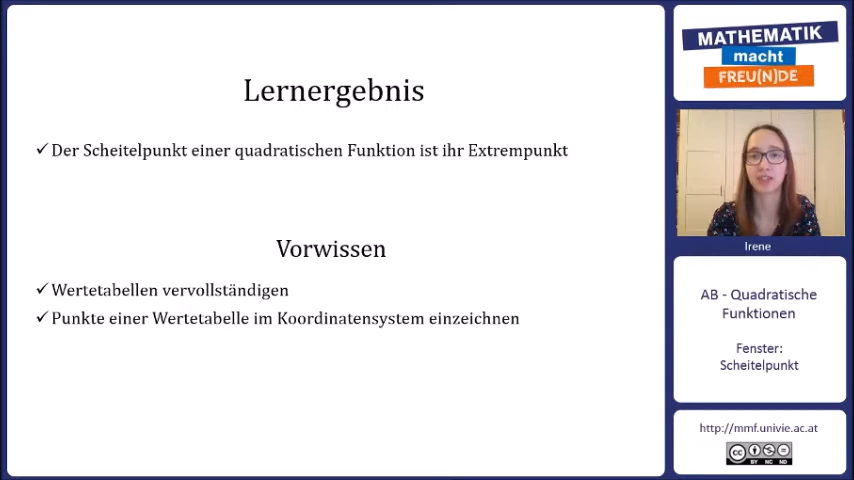 Lernergebnis
✓ Der Scheitelpunkt einer quadratischen Funktion ist ihr Extrempunkt
Vorwissen
✓ Wertetabellen vervollständigen
✓ Punkte einer Wertetabelle im Koordinatensystem einzeichnen
MATHEMATIK
macht
FREU(N)DE
Irene
AB - Quadratische
Funktionen
Fenster:
Scheitelpunkt
http://mmf.univie.ac.at
cc
BY NC ND